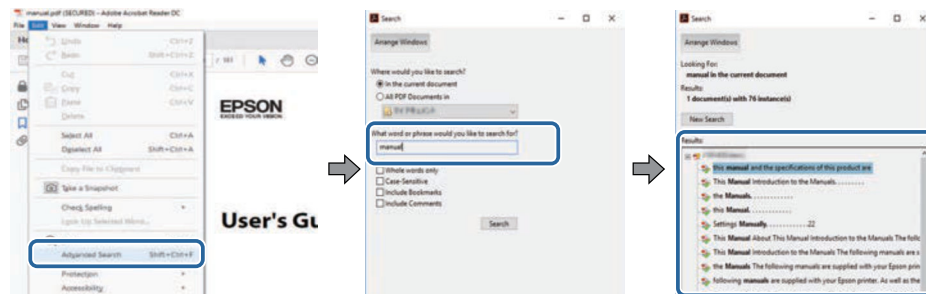 manual.pdf (SECURED) - Adobe Acrobat Reader DC
File Edit View Window Help
Undo Ctrl+Z
Redo Shift+Ctrl+Z
Cut Ctrl+X
Copy Ctrl+C
Paste Ctrl+V
Delete
Select All Ctrl+A
Deselect All Shift+Ctrl+A
Copy File to Clipboard
Take a Snapshot
Check Spelling
Look Up Selected Word...
Advanced Search Shift+Ctrl+F
Protection
Accessibility
EPSON
EXCEED YOUR VISION
User's Gu
Search
Arrange Windows
Where would you like to search?
In the current document
All PDF Documents in
What word or phrase would you like to search for?
manual
Whole words only
Case-Sensitive
Include Bookmarks
Include Comments
Search
Search
Arrange Windows
Looking For:
manual in the current document
Results:
1 document(s) with 76 instance(s)
New Search
Results:
this manual and the specifications of this product are
This Manual Introduction to the Manuals.........
the Manuals.............
this Manual.............
Settings Manually..............22
This Manual About This Manual Introduction to the Manuals The follo
This Manual Introduction to the Manuals The following manuals are s
the Manuals The following manuals are supplied with your Epson prin
following manuals are supplied with your Epson printer. As well as the